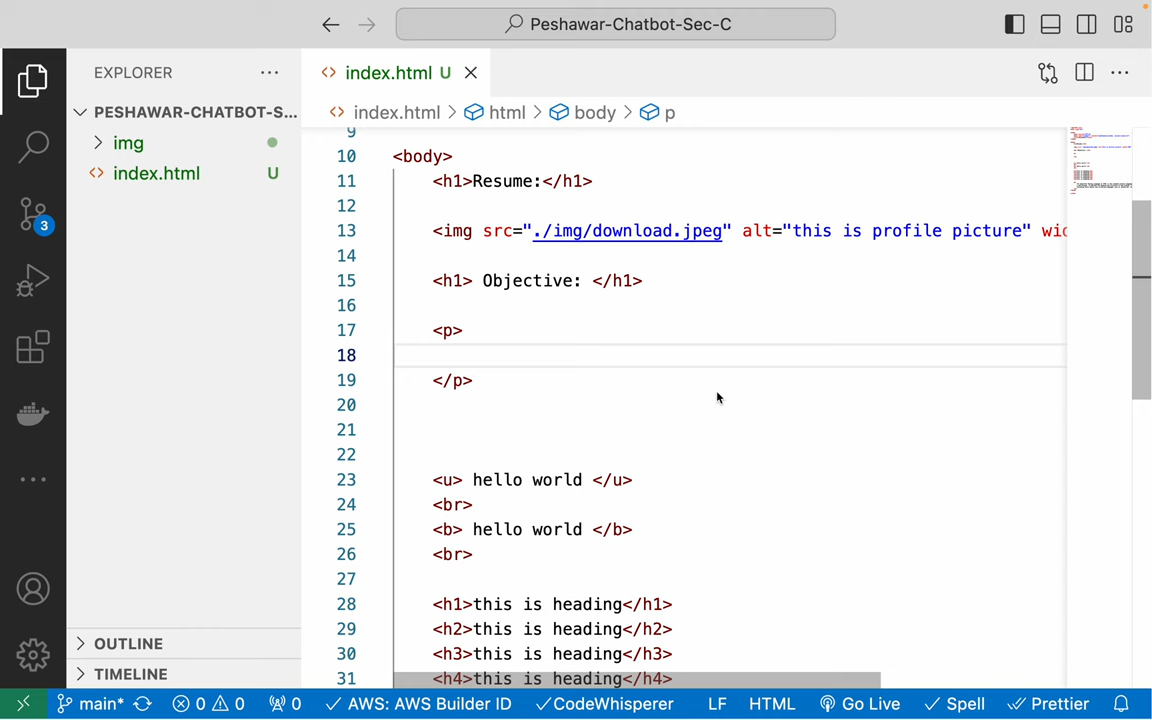 Peshawar-Chatbot-Sec-C
EXPLORER
index.html U
PESHAWAR-CHATBOT-S...
index.html > html > body > p
img
index.html U
3
9
10 <body>
11 <h1>Resume:</h1>
12
13 <img src="./img/download.jpeg" alt="this is profile picture" wid
14
15 <h1> Objective: </h1>
16
17 <p>
18
19 </p>
20
21
22
23 <u> hello world </u>
24 <br>
25 <b> hello world </b>
26 <br>
27
28 <h1>this is heading</h1>
29 <h2>this is heading</h2>
30 <h3>this is heading</h3>
31 <h4>this is heading</h4>
OUTLINE
TIMELINE
main* 0 0 0 AWS: AWS Builder ID CodeWhisperer LF HTML Go Live Spell Prettier